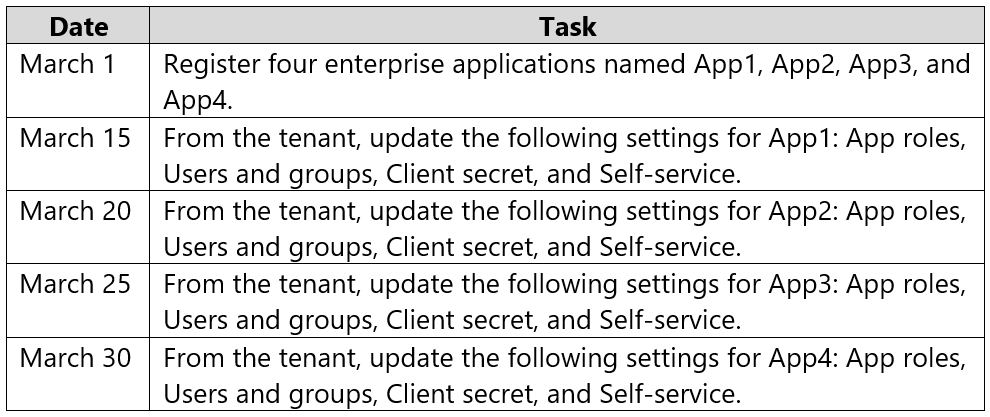 Date Task
March 1 Register four enterprise applications named App1, App2, App3, and
App4.
March 15 From the tenant, update the following settings for App1: App roles,
Users and groups, Client secret, and Self-service.
March 20 From the tenant, update the following settings for App2: App roles,
Users and groups, Client secret, and Self-service.
March 25 From the tenant, update the following settings for App3: App roles,
Users and groups, Client secret, and Self-service.
March 30 From the tenant, update the following settings for App4: App roles,
Users and groups, Client secret, and Self-service.